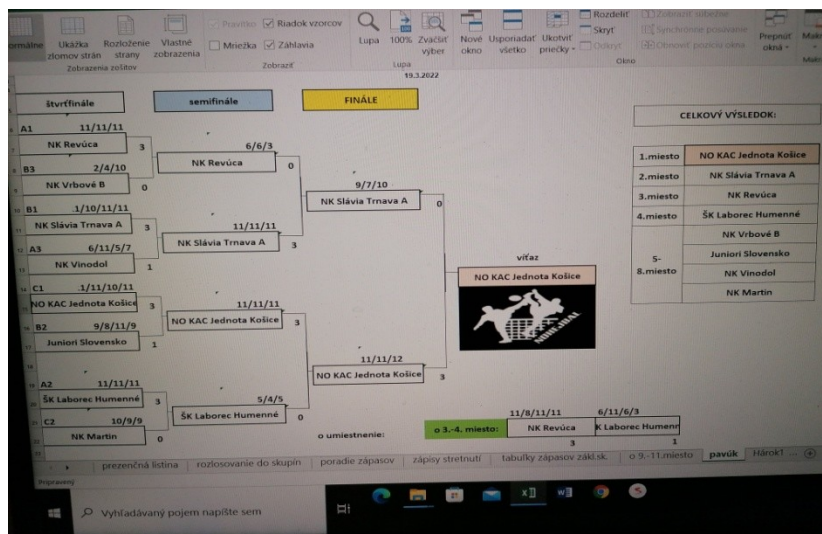 Normálne Ukážka zlomov strán Rozloženie strany Vlastné zobrazenia
Zobrazenia zošitov
Pravítko Riadok vzorcov
Mriežka Záhlavia
Zobraziť
Lupa 100% Zväčšiť výber
Lupa
Nové okno Usporiadať všetko Ukotviť priečky
Rozdeliť
Skryť
Odkryť
Zobraziť súbežne
Synchrónne posúvanie
Obnoviť pozíciu okna
Okno
Prepnúť okná
19.3.2022
štvrťfinále semifinále FINÁLE
A1 11/11/11
NK Revúca 3
B3 2/4/10
NK Vrbové B 0
B1 .1/10/11/11
NK Slávia Trnava A 3
A3 6/11/5/7
NK Vinodol 1
C1 .1/11/10/11
NO KAC Jednota Košice 3
B2 9/8/11/9
Juniori Slovensko 1
A2 11/11/11
ŠK Laborec Humenné 3
C2 10/9/9
NK Martin 0
6/6/3
NK Revúca 0
11/11/11
NK Slávia Trnava A 3
11/11/11
NO KAC Jednota Košice 3
5/4/5
ŠK Laborec Humenné 0
9/7/10
NK Slávia Trnava A 0
11/11/12
NO KAC Jednota Košice 3
víťaz
NO KAC Jednota Košice
NOHEJBAL
CELKOVÝ VÝSLEDOK:
1.miesto NO KAC Jednota Košice
2.miesto NK Slávia Trnava A
3.miesto NK Revúca
4.miesto ŠK Laborec Humenné
5-8.miesto
NK Vrbové B
Juniori Slovensko
NK Vinodol
NK Martin
o umiestnenie:
o 3.-4. miesto:
11/8/11/11 6/11/6/3
NK Revúca K Laborec Humenn
3 1
prezenčná listina rozlosovanie do skupín poradie zápasov zápisy stretnutí tabuľky zápasov zákl.sk. o 9.-11.miesto pavúk Hárok1 ...
Pripravený
Vyhľadávaný pojem napíšte sem